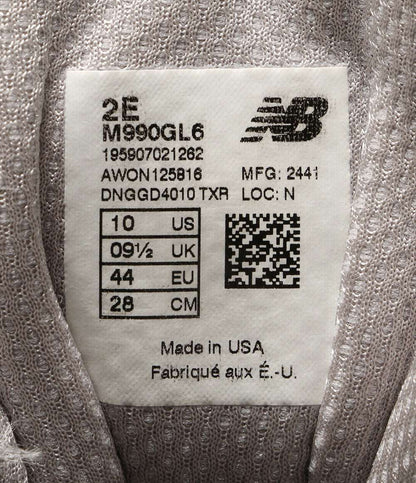 2E
M990GL6
NB
195907021262
AWON125816 MFG: 2441
DNGGD4010 TXR LOC: N
10 US
09½ UK
44 EU
28 CM
Made in USA
Fabriqué aux É.-U.